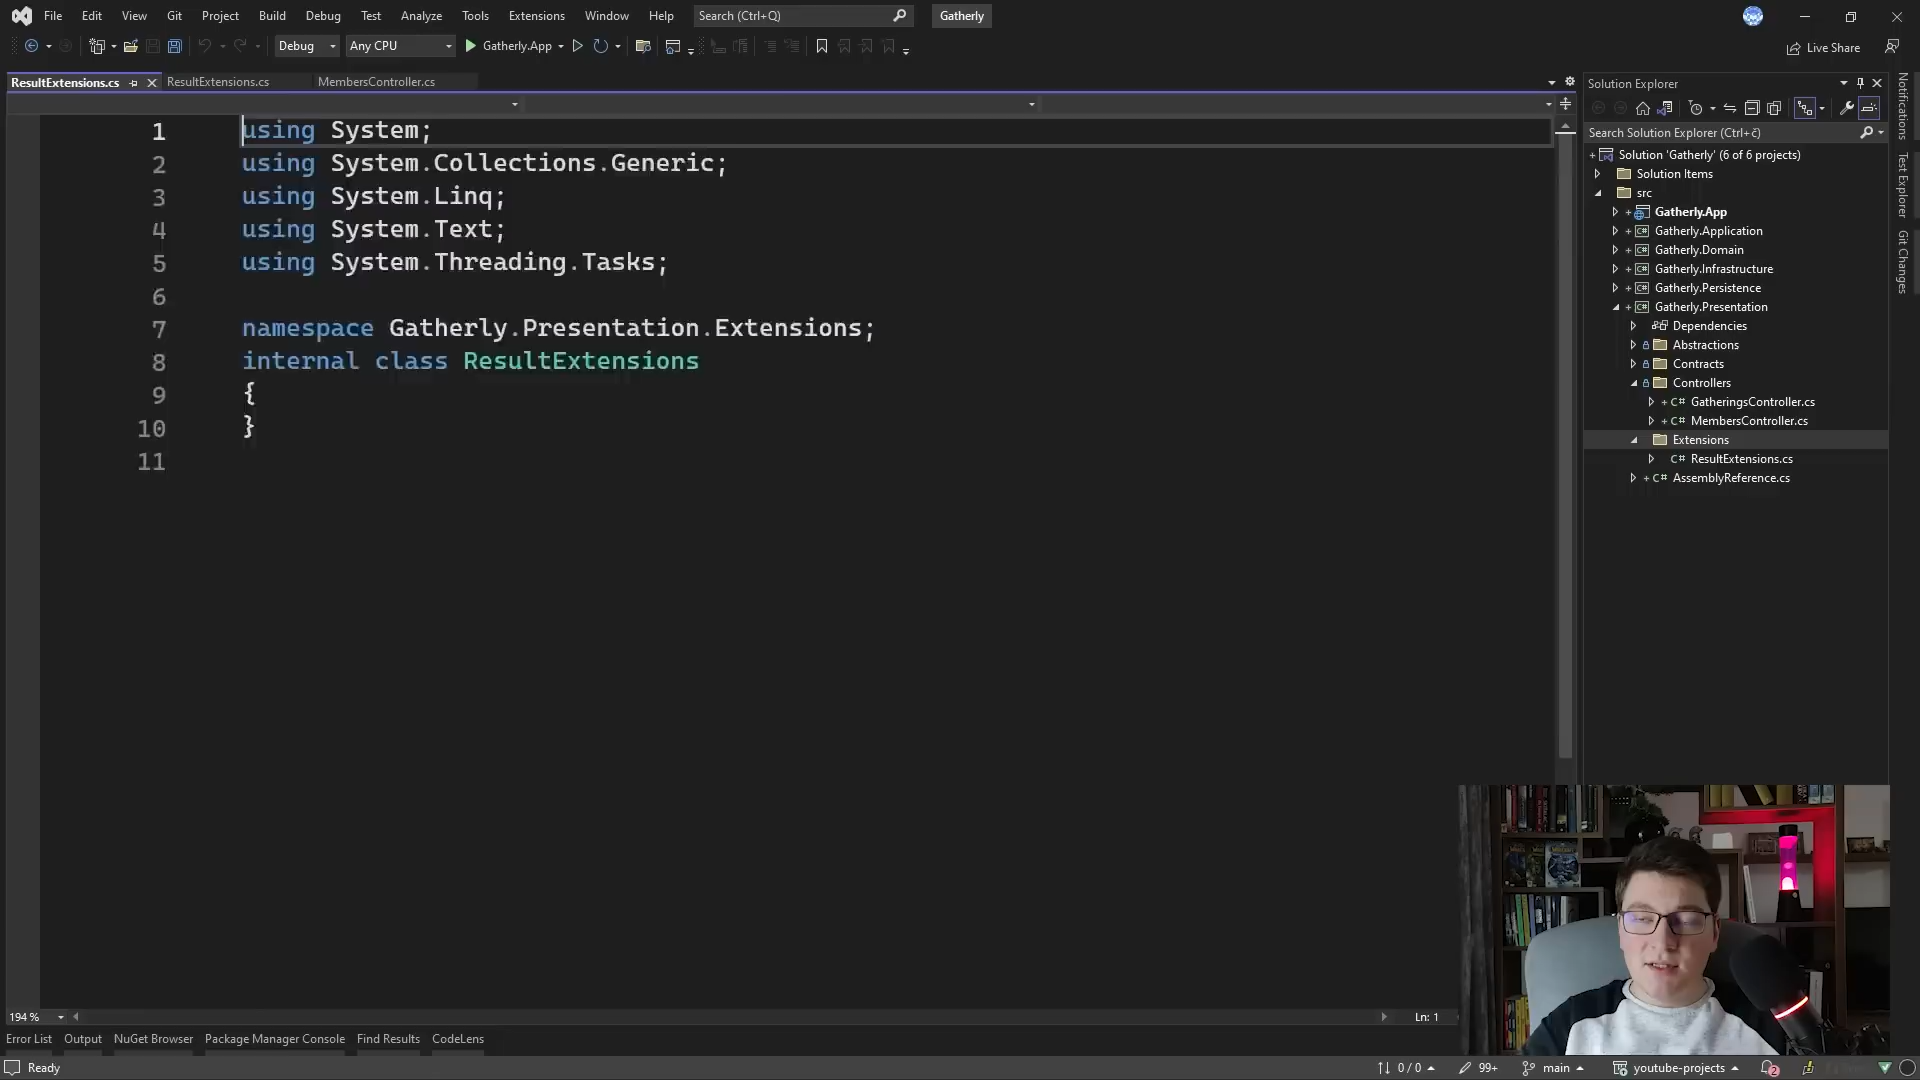 File Edit View Git Project Build Debug Test Analyze Tools Extensions Window Help Search (Ctrl+Q) Gatherly
Debug Any CPU Gatherly.App Live Share
ResultExtensions.cs ResultExtensions.cs MembersController.cs
1 using System;
2 using System.Collections.Generic;
3 using System.Linq;
4 using System.Text;
5 using System.Threading.Tasks;
6
7 namespace Gatherly.Presentation.Extensions;
8 internal class ResultExtensions
9 {
10 }
11
194 % Ln: 1
Error List Output NuGet Browser Package Manager Console Find Results CodeLens
Ready 0 / 0 99+ main youtube-projects 2
Solution Explorer
Search Solution Explorer (Ctrl+č)
Solution 'Gatherly' (6 of 6 projects)
Solution Items
src
Gatherly.App
C# Gatherly.Application
C# Gatherly.Domain
C# Gatherly.Infrastructure
C# Gatherly.Persistence
C# Gatherly.Presentation
Dependencies
Abstractions
Contracts
Controllers
C# GatheringsController.cs
C# MembersController.cs
Extensions
C# ResultExtensions.cs
C# AssemblyReference.cs
Notifications
Test Explorer
Git Changes